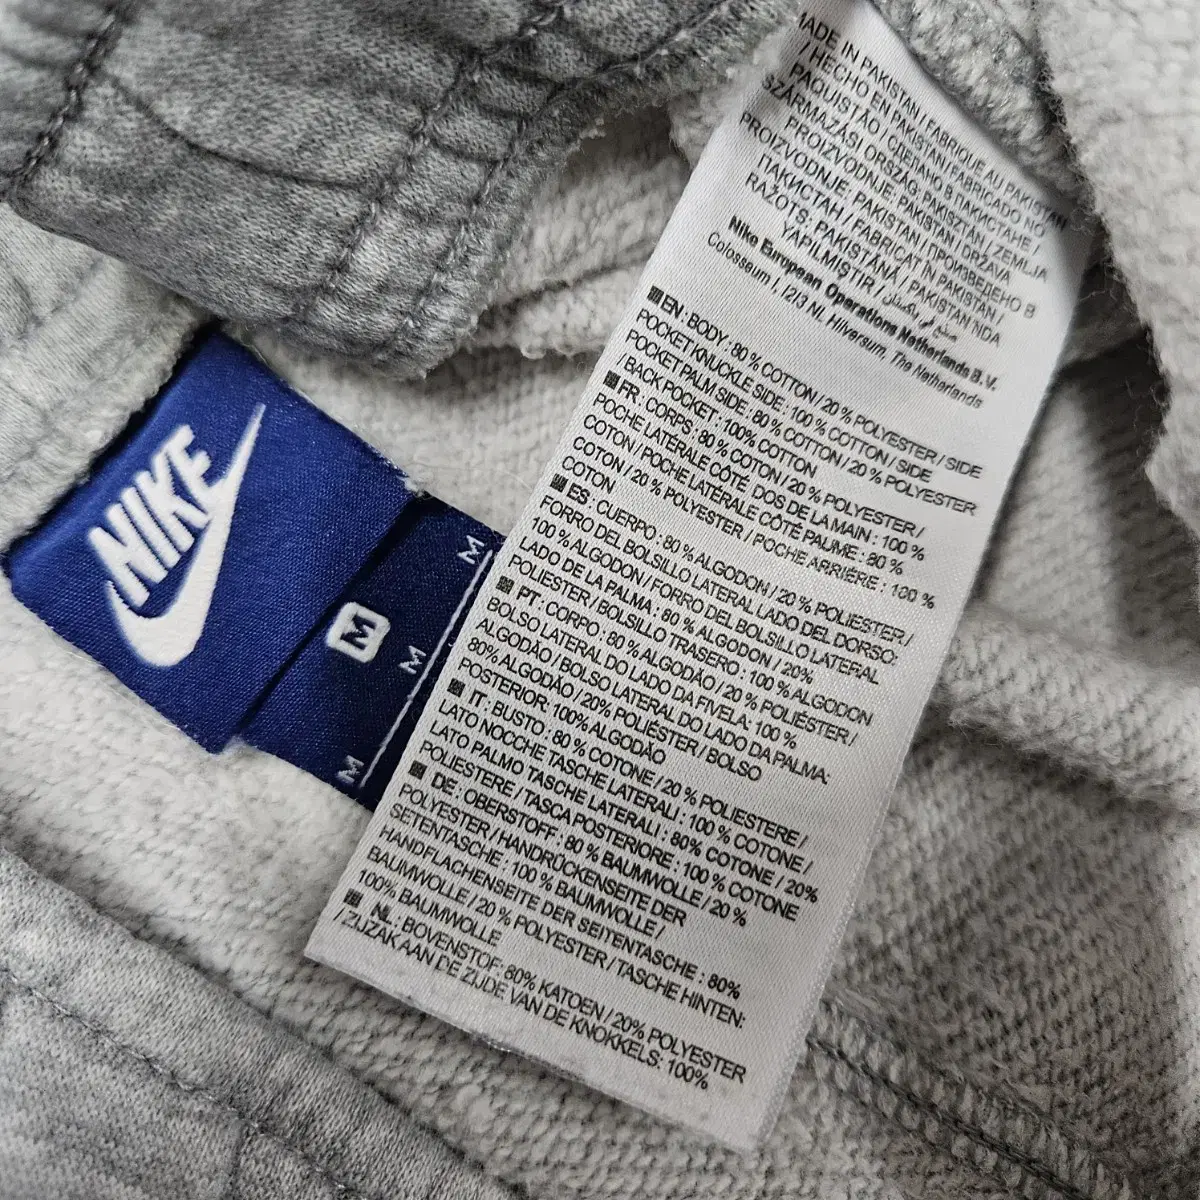 NIKE
M
M
M
M
MADE IN PAKISTAN / FABRIQUÉ AU PAKISTAN
/ HECHO EN PAKISTAN / FABRICADO NO
PAQUISTÃO / СДЕЛАНО В ПАКИСТАНЕ /
SZÁRMAZÁSI ORSZÁG: PAKISZTÁN / ZEMLJA
PROIZVODNJE: PAKISTAN / DRŽAVA
PROIZVODNJE: PAKISTAN / ПРОИЗВЕДЕНО В
ПАКИСТАН / FABRICAT ÎN PAKISTAN /
RAŽOTS: PAKISTĀNĀ / PAKISTAN'NDA
YAPILMIŞTIR /
Nike European Operations Netherlands B.V.
Colosseum 1, 1213 NL Hilversum, The Netherlands
EN: BODY: 80% COTTON / 20% POLYESTER / SIDE
POCKET KNUCKLE SIDE: 100% COTTON / SIDE
POCKET PALM SIDE: 80% COTTON / 20% POLYESTER
/ BACK POCKET: 100% COTTON
FR: CORPS: 80% COTON / 20% POLYESTER /
POCHE LATÉRALE CÔTÉ DOS DE LA MAIN: 100%
COTON / POCHE LATÉRALE CÔTÉ PAUME: 80%
COTON / 20% POLYESTER / POCHE ARRIÈRE: 100%
COTON
ES: CUERPO: 80% ALGODON / 20% POLIESTER /
FORRO DEL BOLSILLO LATERAL LADO DEL DORSO:
100% ALGODON / FORRO DEL BOLSILLO LATERAL
LADO DE LA PALMA: 80% ALGODON / 20%
POLIESTER / BOLSILLO TRASERO: 100% ALGODON
PT: CORPO: 80% ALGODÃO / 20% POLIÉSTER /
BOLSO LATERAL DO LADO DA FIVELA: 100%
ALGODÃO / BOLSO LATERAL DO LADO DA PALMA:
80% ALGODÃO / 20% POLIÉSTER / BOLSO
POSTERIOR: 100% ALGODÃO
IT: BUSTO: 80% COTONE / 20% POLIESTERE /
LATO NOCCHE TASCHE LATERALI: 100% COTONE /
LATO PALMO TASCHE LATERALI: 80% COTONE / 20%
POLIESTERE / TASCA POSTERIORE: 100% COTONE
DE: OBERSTOFF: 80% BAUMWOLLE / 20%
POLYESTER / HANDRÜCKENSEITE DER
SEITENTASCHE: 100% BAUMWOLLE /
HANDFLACHENSEITE DER SEITENTASCHE: 80%
BAUMWOLLE / 20% POLYESTER / TASCHE HINTEN:
100% BAUMWOLLE
NL: BOVENSTOF: 80% KATOEN / 20% POLYESTER
/ ZIJZAK AAN DE ZIJDE VAN DE KNOKKELS: 100%